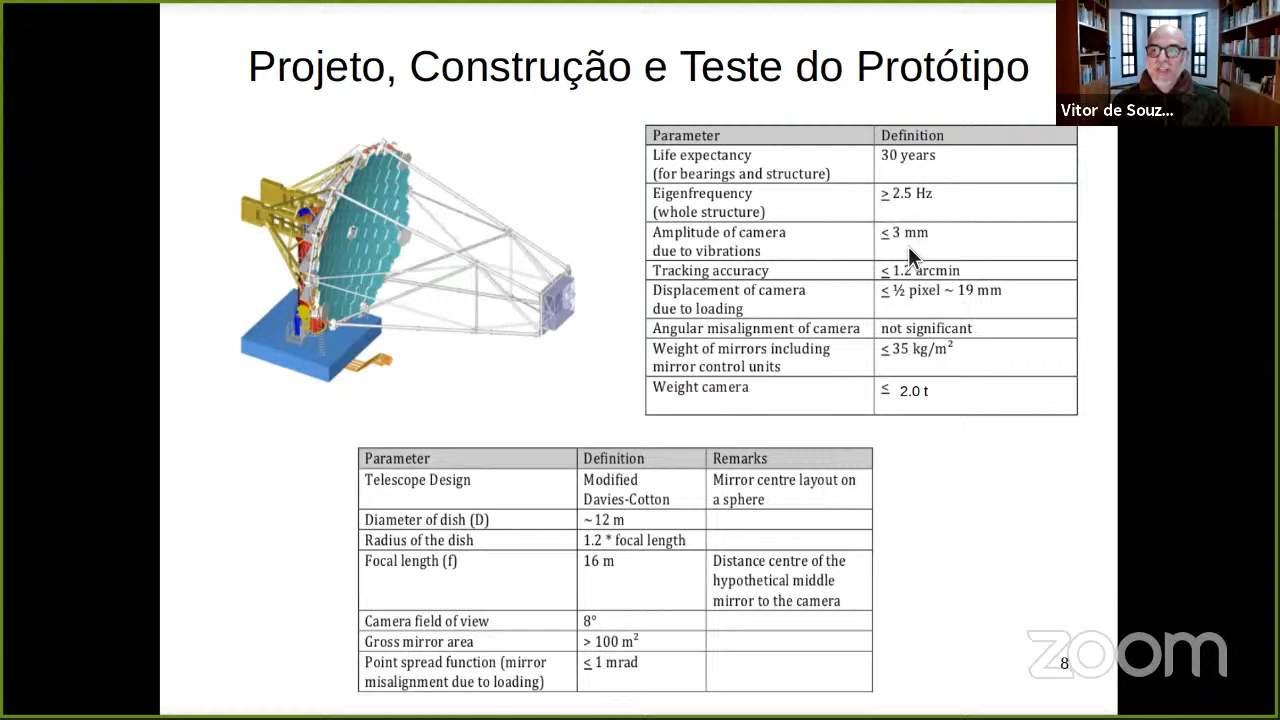 Projeto, Construção e Teste do Protótipo
Vitor de Souz...
Parameter Definition
Life expectancy 30 years
(for bearings and structure)
Eigenfrequency ≥ 2.5 Hz
(whole structure)
Amplitude of camera ≤ 3 mm
due to vibrations
Tracking accuracy ≤ 1.2 arcmin
Displacement of camera ≤ ½ pixel ~ 19 mm
due to loading
Angular misalignment of camera not significant
Weight of mirrors including ≤ 35 kg/m²
mirror control units
Weight camera ≤ 2.0 t
Parameter Definition Remarks
Telescope Design Modified Mirror centre layout on
Davies-Cotton a sphere
Diameter of dish (D) ~ 12 m
Radius of the dish 1.2 * focal length
Focal length (f) 16 m Distance centre of the
hypothetical middle
mirror to the camera
Camera field of view 8°
Gross mirror area > 100 m²
Point spread function (mirror ≤ 1 mrad
misalignment due to loading)
8
zoom